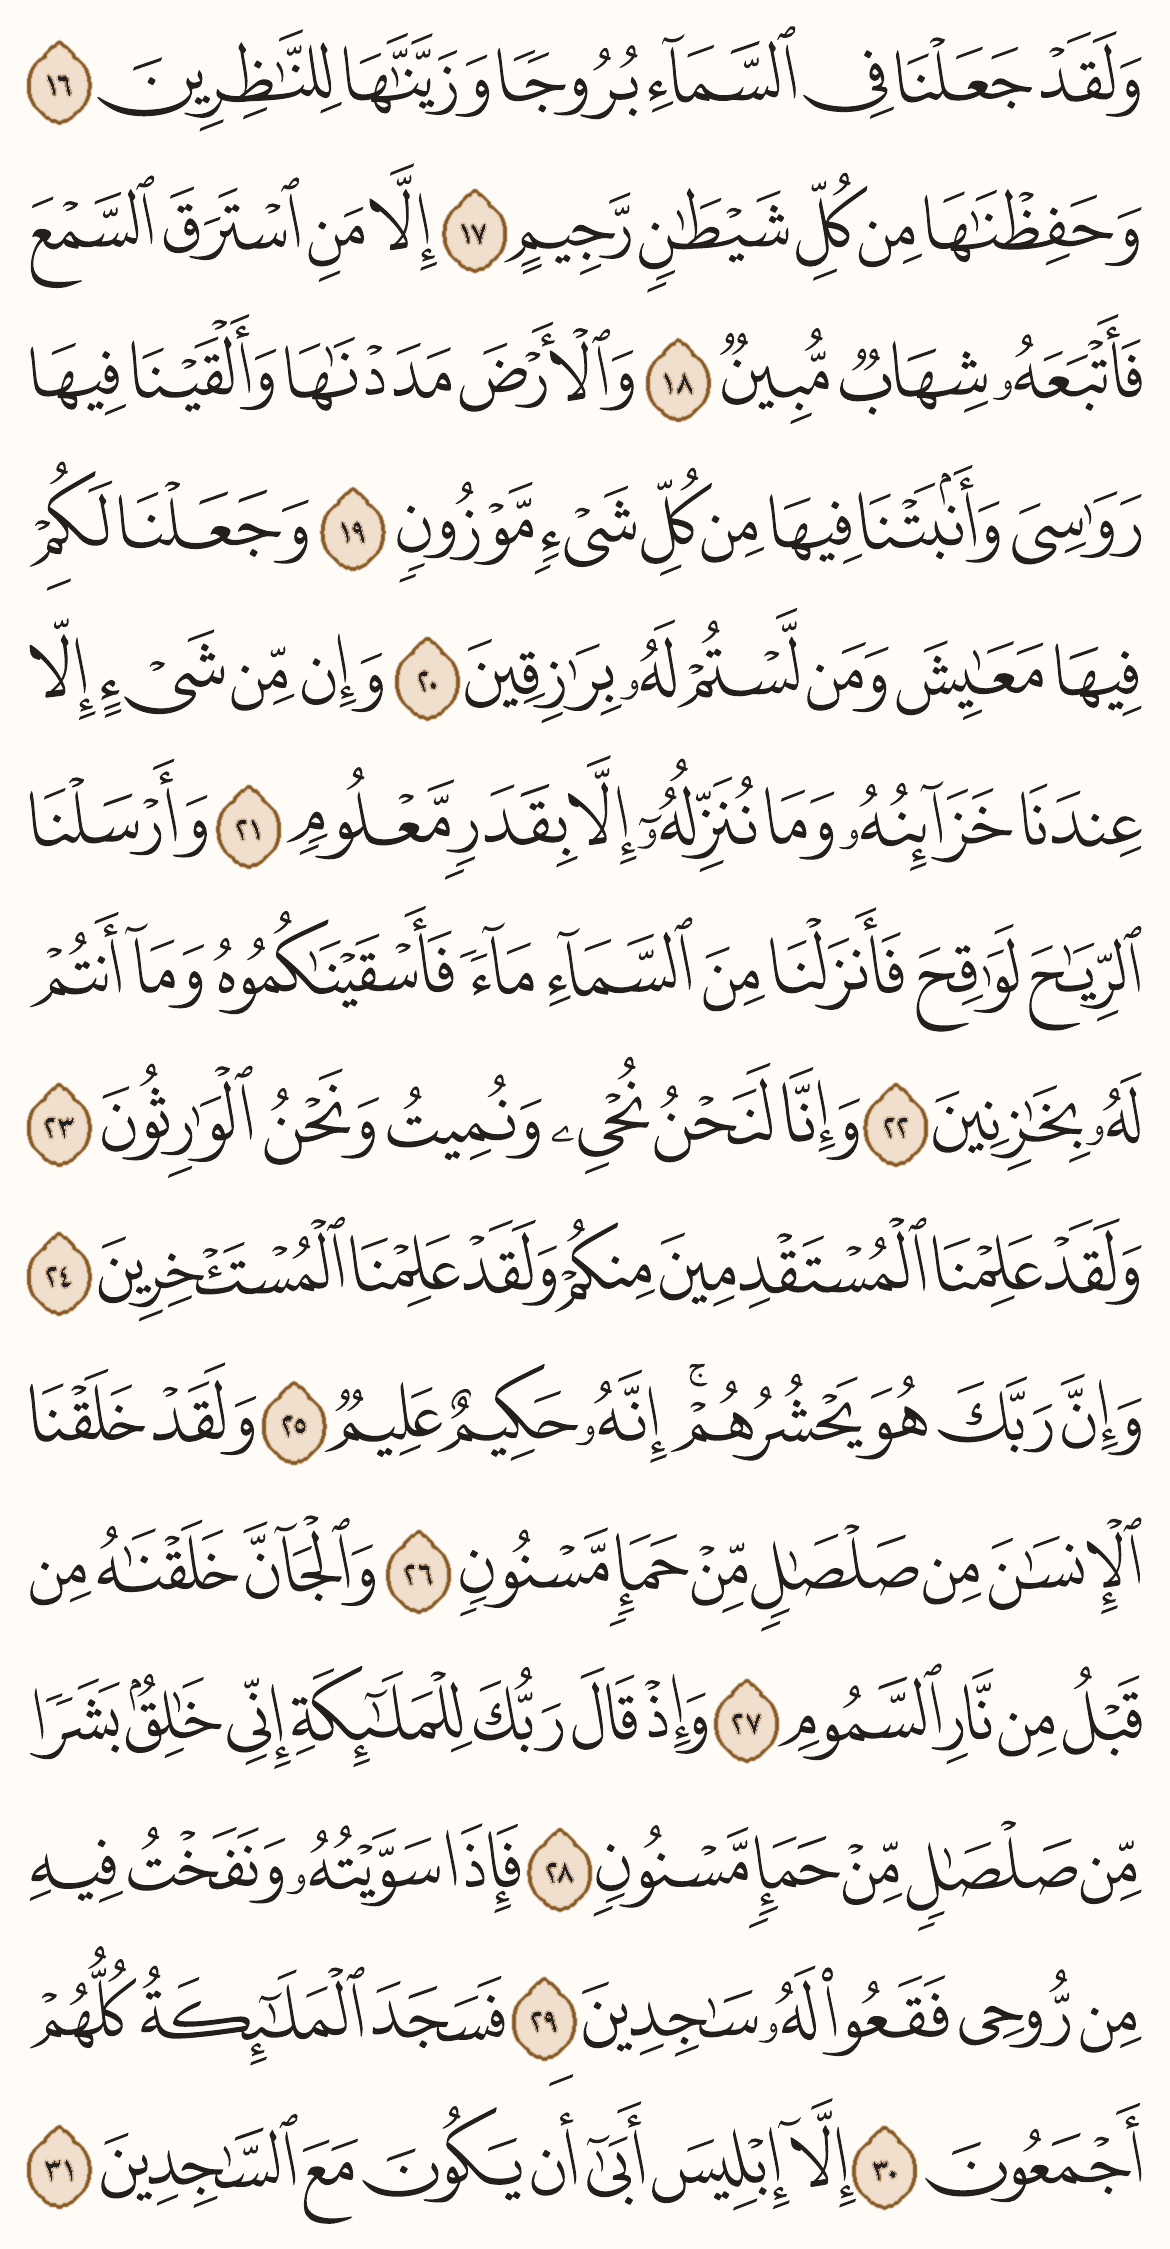 وَلَقَدْ جَعَلْنَا فِى ٱلسَّمَآءِ بُرُوجًا وَزَيَّنَّـٰهَا لِلنَّـٰظِرِينَ ١٦
وَحَفِظْنَـٰهَا مِن كُلِّ شَيْطَـٰنٍ رَّجِيمٍ ١٧ إِلَّا مَنِ ٱسْتَرَقَ ٱلسَّمْعَ
فَأَتْبَعَهُۥ شِهَابٌ مُّبِينٌ ١٨ وَٱلْأَرْضَ مَدَدْنَـٰهَا وَأَلْقَيْنَا فِيهَا
رَوَٰسِىَ وَأَنۢبَتْنَا فِيهَا مِن كُلِّ شَىْءٍ مَّوْزُونٍ ١٩ وَجَعَلْنَا لَكُمْ
فِيهَا مَعَـٰيِشَ وَمَن لَّسْتُمْ لَهُۥ بِرَٰزِقِينَ ٢٠ وَإِن مِّن شَىْءٍ إِلَّا
عِندَنَا خَزَآئِنُهُۥ وَمَا نُنَزِّلُهُۥٓ إِلَّا بِقَدَرٍ مَّعْلُومٍ ٢١ وَأَرْسَلْنَا
ٱلرِّيَـٰحَ لَوَٰقِحَ فَأَنزَلْنَا مِنَ ٱلسَّمَآءِ مَآءً فَأَسْقَيْنَـٰكُمُوهُ وَمَآ أَنتُمْ
لَهُۥ بِخَـٰزِنِينَ ٢٢ وَإِنَّا لَنَحْنُ نُحْىِۦ وَنُمِيتُ وَنَحْنُ ٱلْوَٰرِثُونَ ٢٣
وَلَقَدْ عَلِمْنَا ٱلْمُسْتَقْدِمِينَ مِنكُمْ وَلَقَدْ عَلِمْنَا ٱلْمُسْتَـْٔخِرِينَ ٢٤
وَإِنَّ رَبَّكَ هُوَ يَحْشُرُهُمْ ۚ إِنَّهُۥ حَكِيمٌ عَلِيمٌ ٢٥ وَلَقَدْ خَلَقْنَا
ٱلْإِنسَـٰنَ مِن صَلْصَـٰلٍ مِّنْ حَمَإٍ مَّسْنُونٍ ٢٦ وَٱلْجَآنَّ خَلَقْنَـٰهُ مِن
قَبْلُ مِن نَّارِ ٱلسَّمُومِ ٢٧ وَإِذْ قَالَ رَبُّكَ لِلْمَلَـٰٓئِكَةِ إِنِّى خَـٰلِقٌۢ بَشَرًا
مِّن صَلْصَـٰلٍ مِّنْ حَمَإٍ مَّسْنُونٍ ٢٨ فَإِذَا سَوَّيْتُهُۥ وَنَفَخْتُ فِيهِ
مِن رُّوحِى فَقَعُوا۟ لَهُۥ سَـٰجِدِينَ ٢٩ فَسَجَدَ ٱلْمَلَـٰٓئِكَةُ كُلُّهُمْ
أَجْمَعُونَ ٣٠ إِلَّآ إِبْلِيسَ أَبَىٰٓ أَن يَكُونَ مَعَ ٱلسَّـٰجِدِينَ ٣١